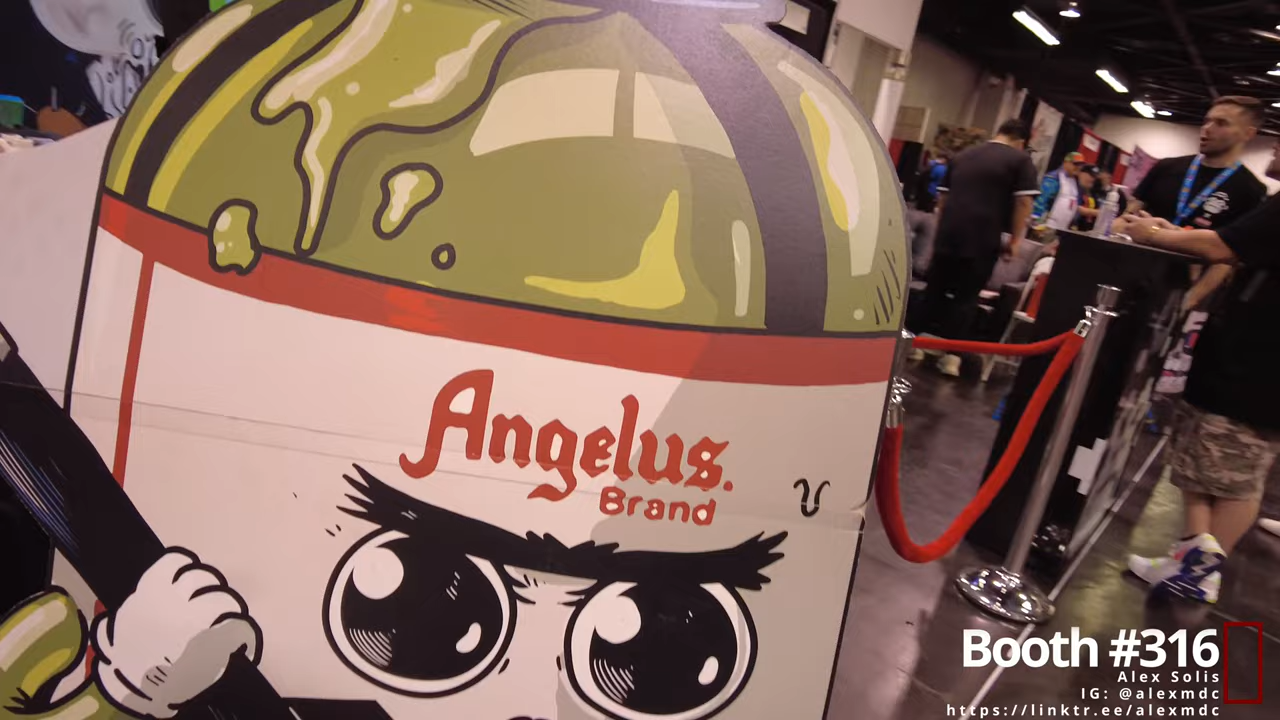 Angelus.
Brand
Booth #316
Alex Solis
IG: @alexmdc
https://linktr.ee/alexmdc